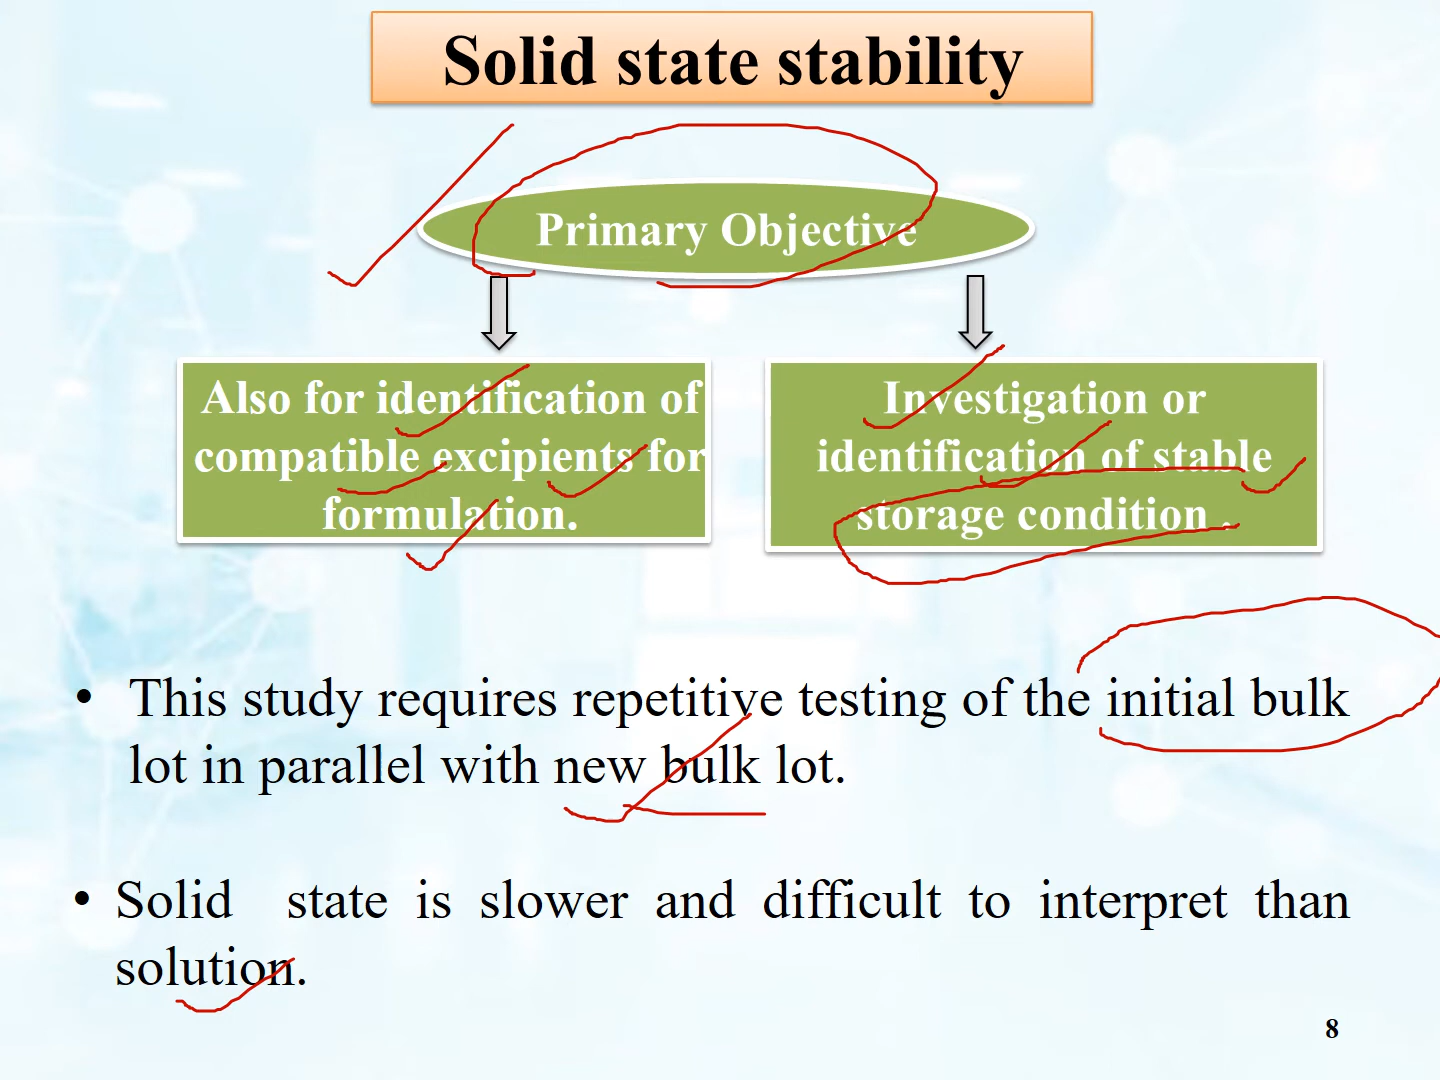 Solid state stability
Primary Objective
Also for identification of
compatible excipients for
formulation.
Investigation or
identification of stable
storage condition .
• This study requires repetitive testing of the initial bulk
lot in parallel with new bulk lot.
• Solid state is slower and difficult to interpret than
solution.
8